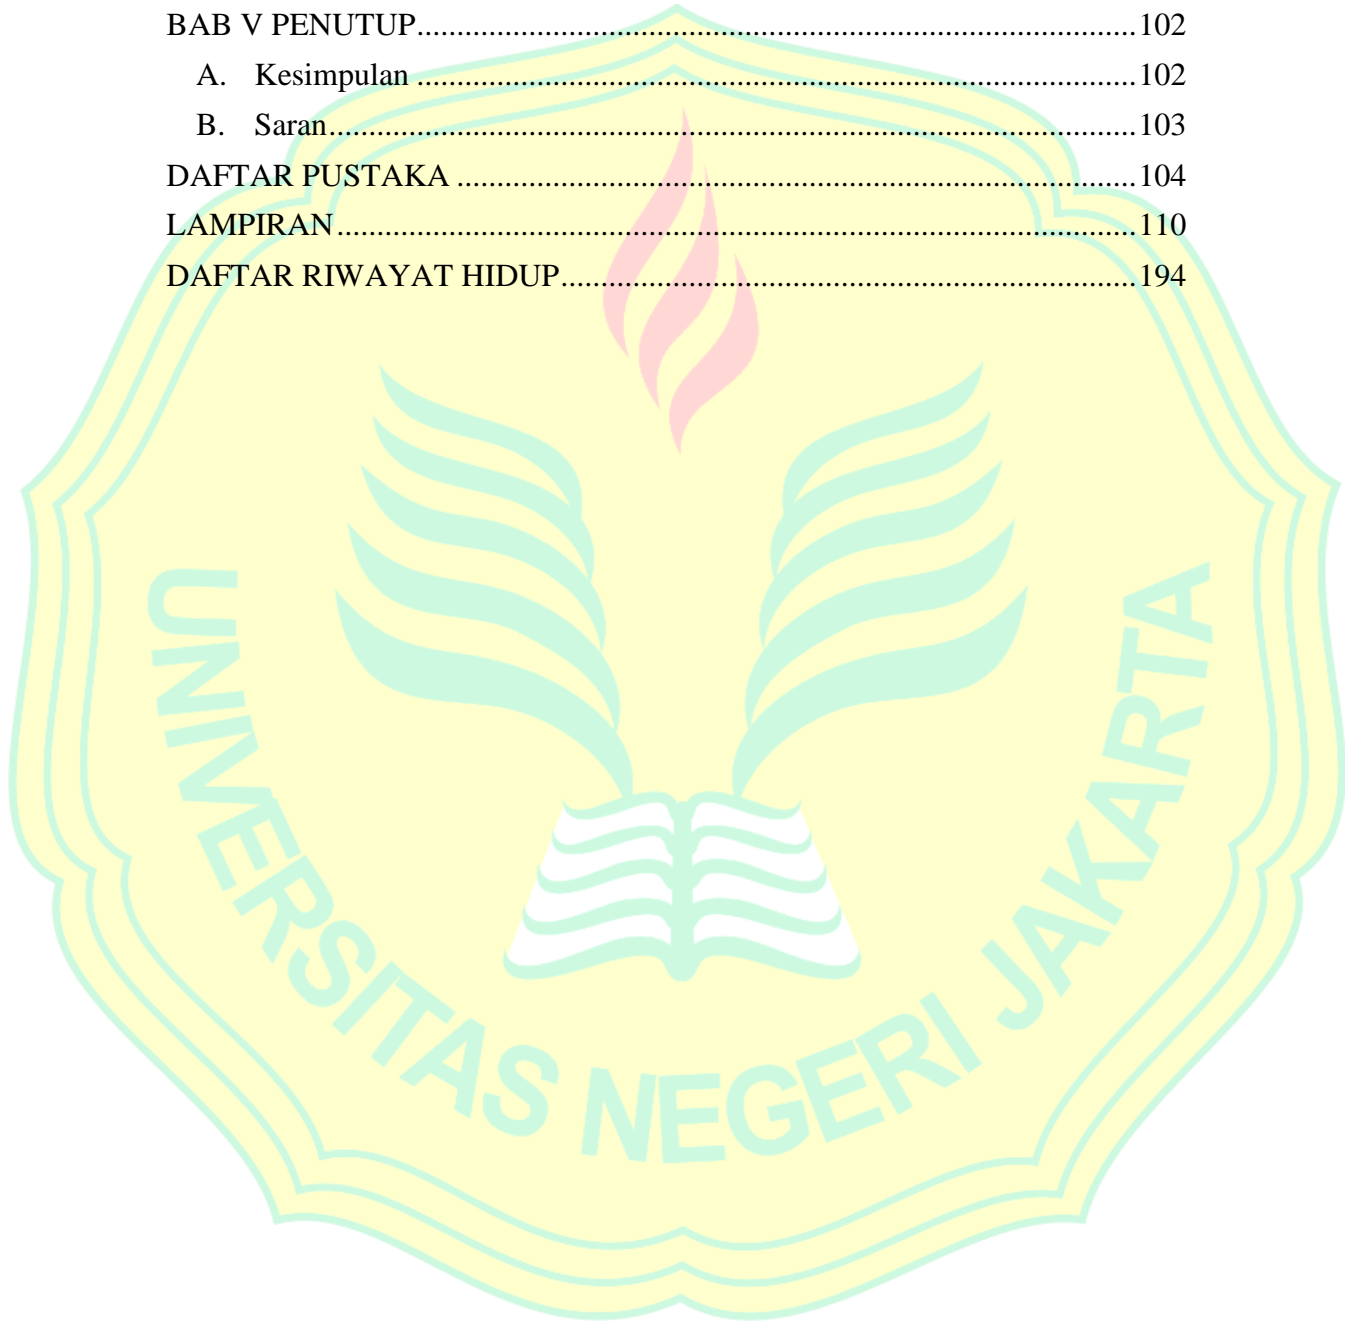 BAB V PENUTUP........................................................................................102
A. Kesimpulan ........................................................................................102
B. Saran...................................................................................................103
DAFTAR PUSTAKA ...................................................................................104
LAMPIRAN..................................................................................................110
DAFTAR RIWAYAT HIDUP......................................................................194
UNIVERSITAS NEGERI JAKARTA